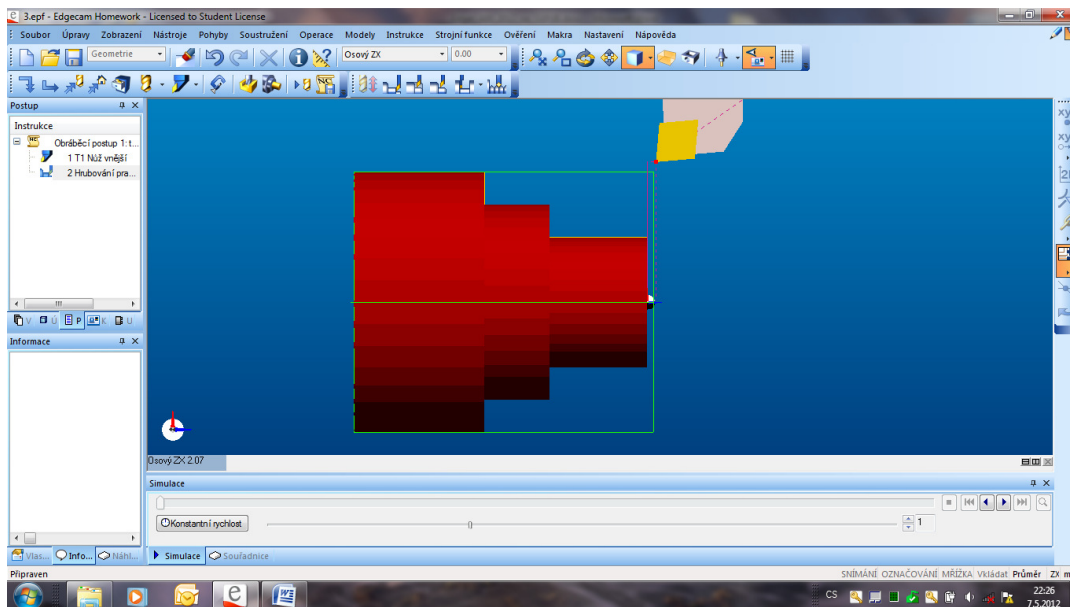 3.epf - Edgecam Homework - Licensed to Student License
Soubor Úpravy Zobrazení Nástroje Pohyby Soustružení Operace Modely Instrukce Strojní funkce Ověření Makra Nastavení Nápověda
Geometrie
Osový ZX
0.00
Postup
Instrukce
Obráběcí postup 1: t...
1 T1 Nůž vnější
2 Hrubování pra...
V Ú P K U
Informace
Osový ZX 2.07
Simulace
Konstantní rychlost
1
Vlas... Info... Náhl... Simulace Souřadnice
Připraven
SNÍMÁNÍ OZNAČOVÁNÍ MŘÍŽKA Vkládat Průměr ZX m
CS
22:26
7.5.2012